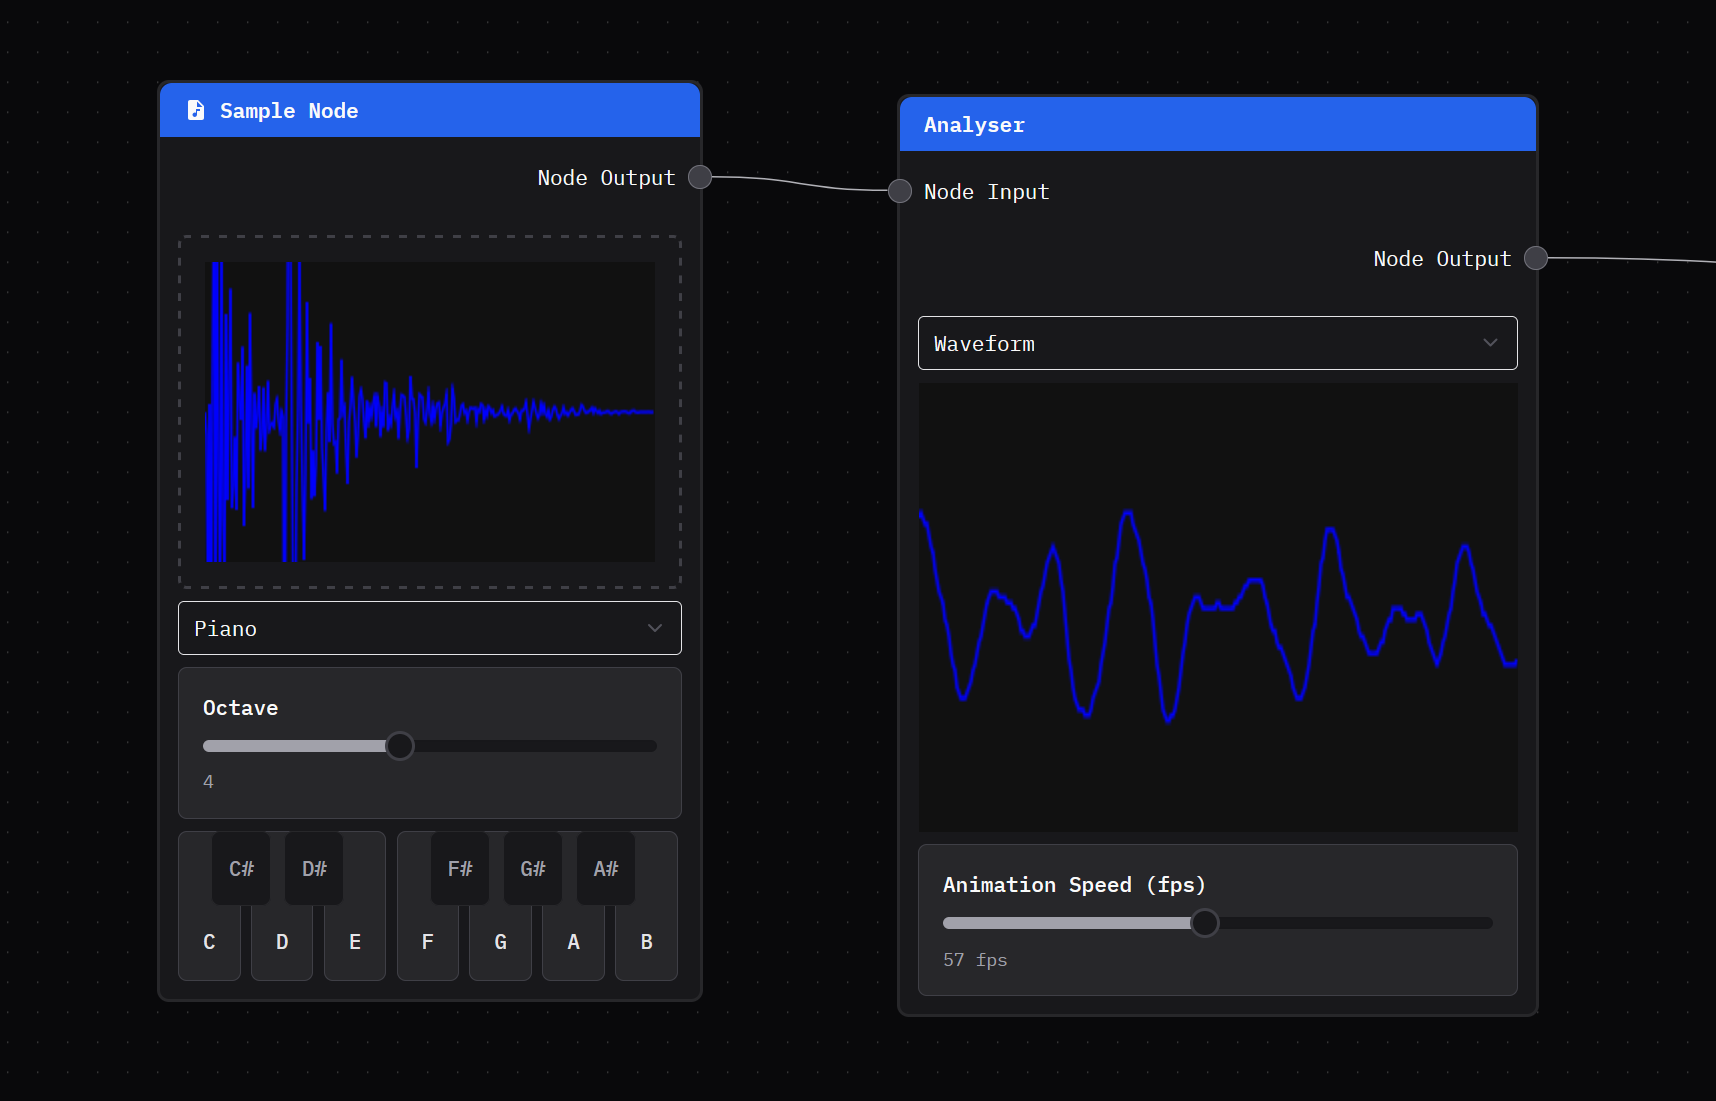 Sample Node
Node Output
Piano
Octave
4
C# D# F# G# A#
C D E F G A B
Analyser
Node Input
Node Output
Waveform
Animation Speed (fps)
57 fps